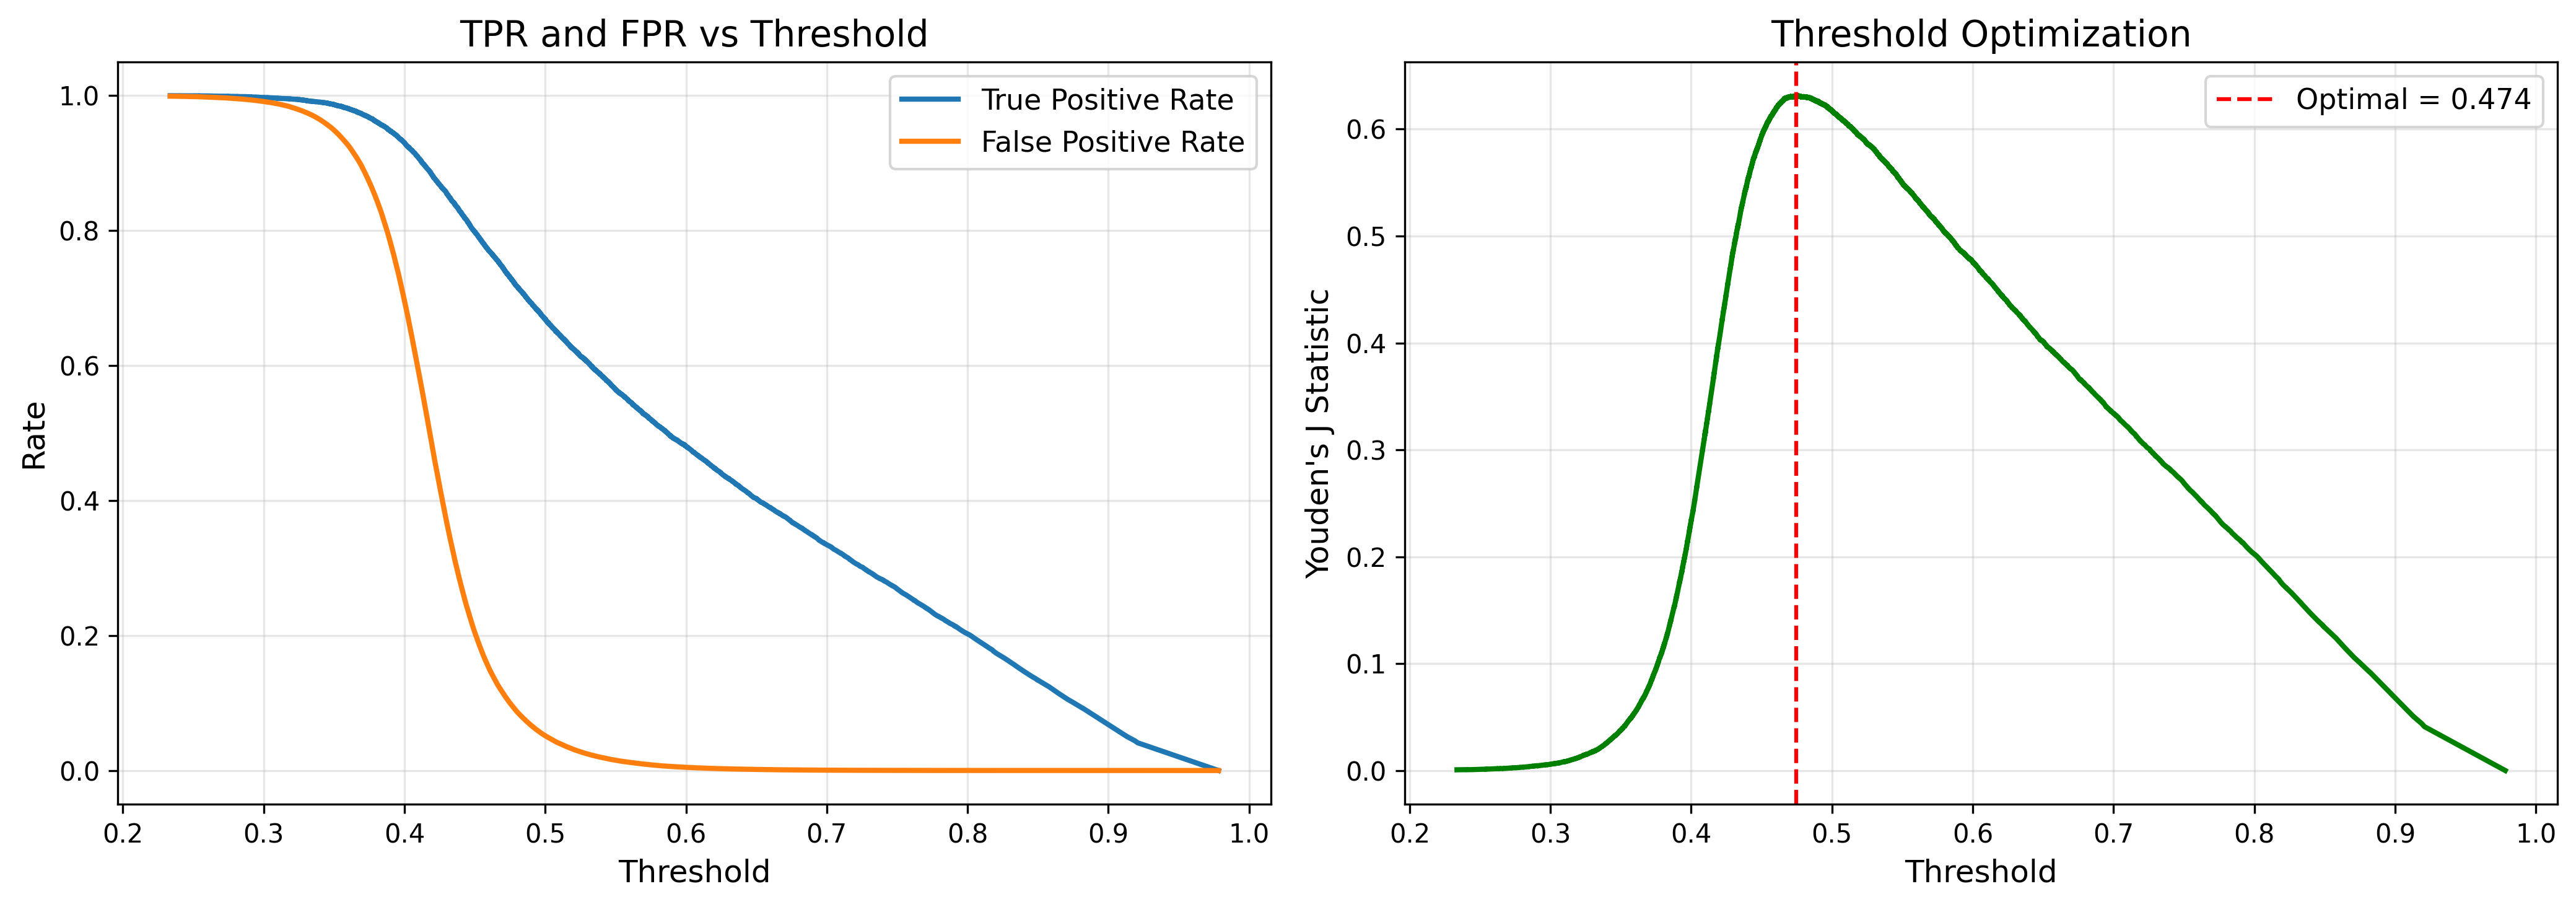 TPR and FPR vs Threshold
True Positive Rate
False Positive Rate
Rate
1.0
0.8
0.6
0.4
0.2
0.0
0.2 0.3 0.4 0.5 0.6 0.7 0.8 0.9 1.0
Threshold
Threshold Optimization
Optimal = 0.474
Youden's J Statistic
0.6
0.5
0.4
0.3
0.2
0.1
0.0
0.2 0.3 0.4 0.5 0.6 0.7 0.8 0.9 1.0
Threshold